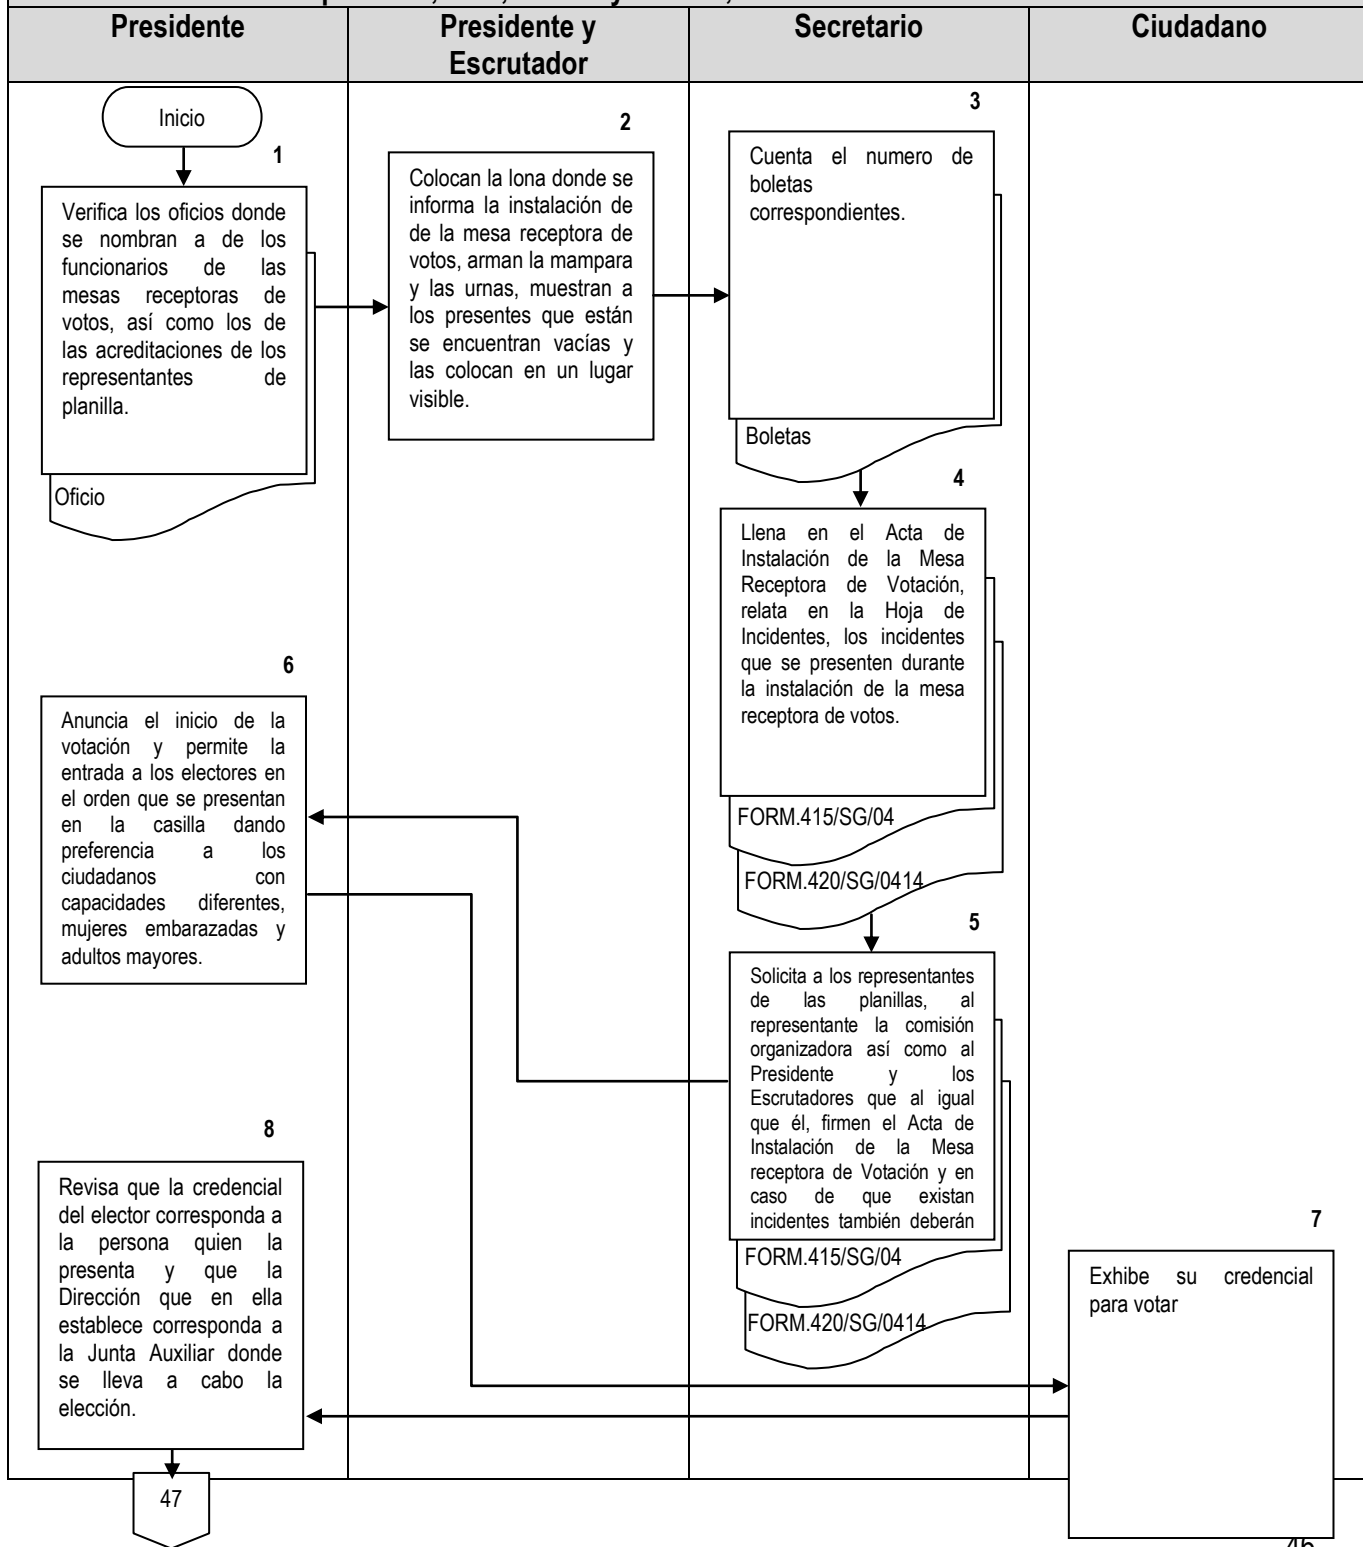 Presidente
Presidente y
Escrutador
Secretario
Ciudadano
Inicio
1
Verifica los oficios donde
se nombran a de los
funcionarios de las
mesas receptoras de
votos, así como los de
las acreditaciones de los
representantes de
planilla.
Oficio
2
Colocan la lona donde se
informa la instalación de
de la mesa receptora de
votos, arman la mampara
y las urnas, muestran a
los presentes que están
se encuentran vacías y
las colocan en un lugar
visible.
3
Cuenta el numero de
boletas
correspondientes.
Boletas
4
Llena en el Acta de
Instalación de la Mesa
Receptora de Votación,
relata en la Hoja de
Incidentes, los incidentes
que se presenten durante
la instalación de la mesa
receptora de votos.
FORM.415/SG/04
FORM.420/SG/0414
5
Solicita a los representantes
de las planillas, al
representante la comisión
organizadora así como al
Presidente y los
Escrutadores que al igual
que él, firmen el Acta de
Instalación de la Mesa
receptora de Votación y en
caso de que existan
incidentes también deberán
FORM.415/SG/04
FORM.420/SG/0414
6
Anuncia el inicio de la
votación y permite la
entrada a los electores en
el orden que se presentan
en la casilla dando
preferencia a los
ciudadanos con
capacidades diferentes,
mujeres embarazadas y
adultos mayores.
7
Exhibe su credencial
para votar
8
Revisa que la credencial
del elector corresponda a
la persona quien la
presenta y que la
Dirección que en ella
establece corresponda a
la Junta Auxiliar donde
se lleva a cabo la
elección.
47